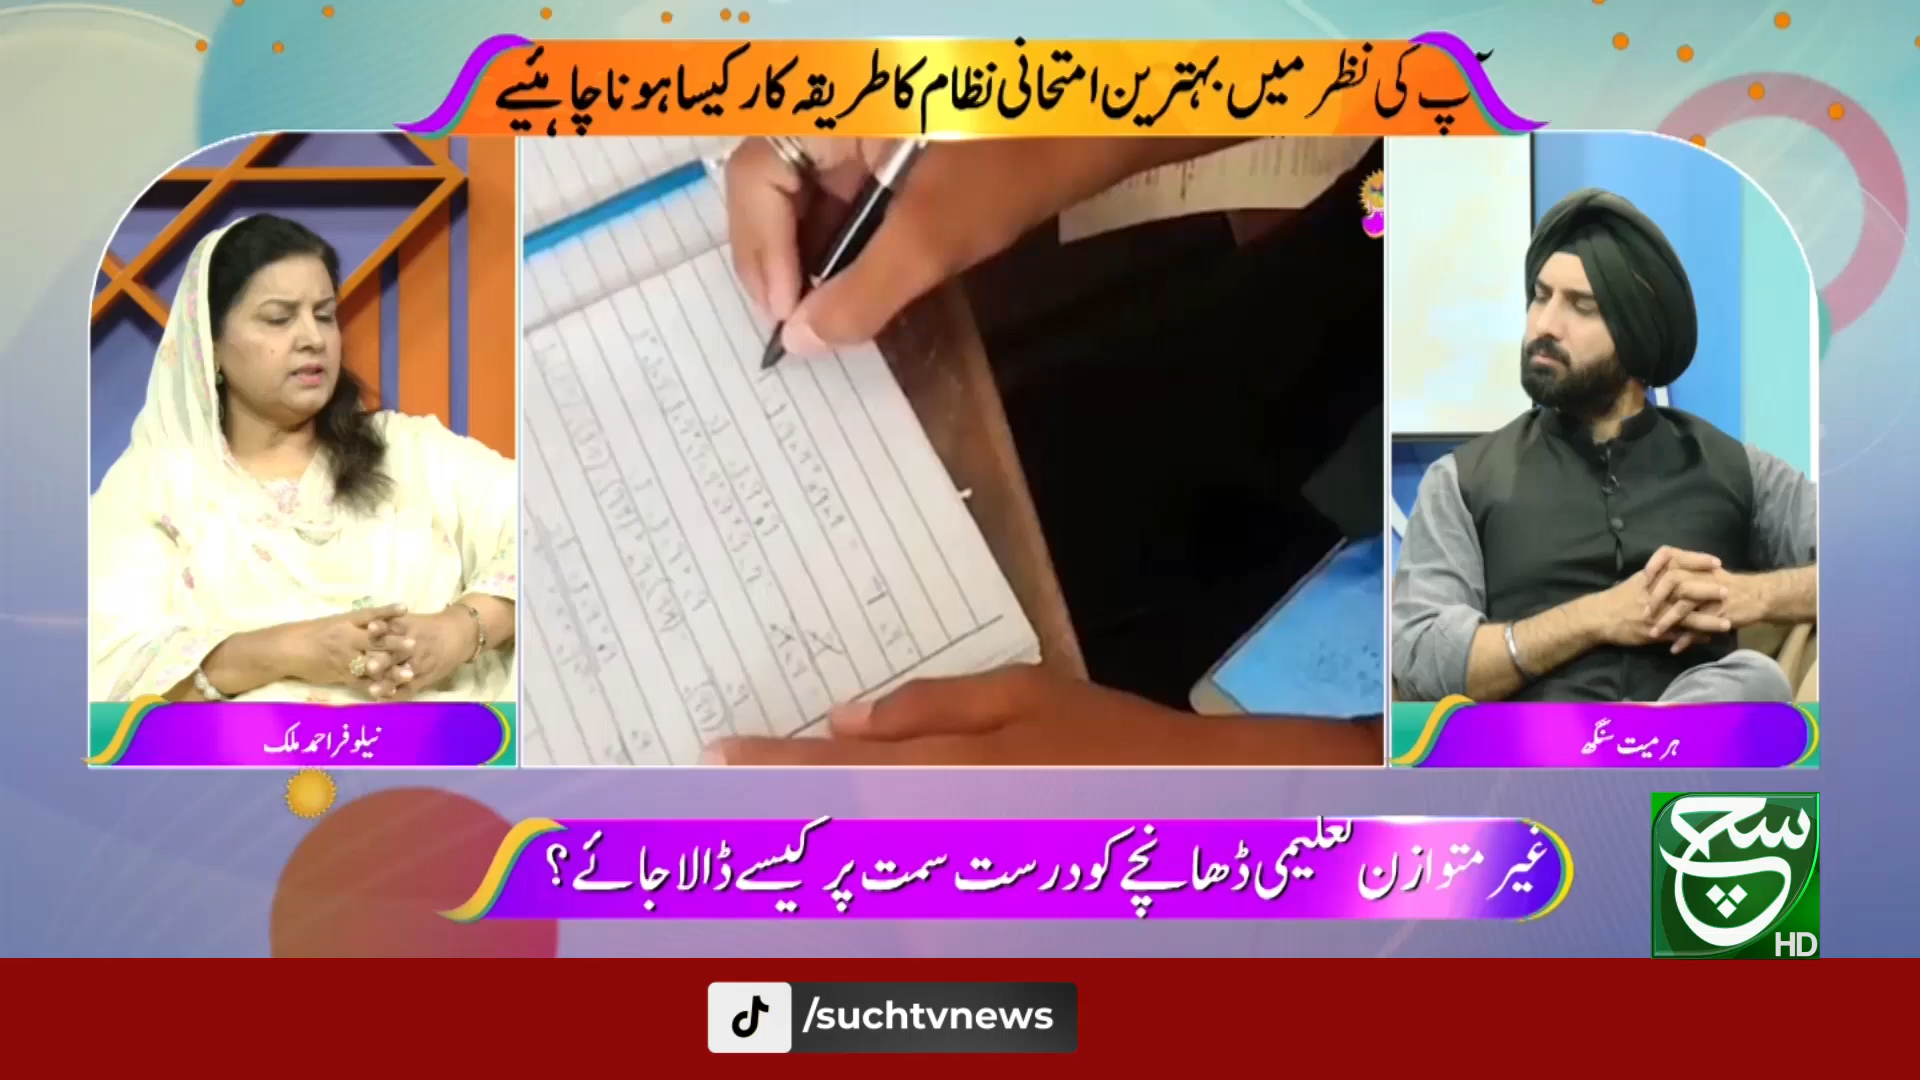 آپ کی نظر میں بہترین امتحانی نظام کا طریقہ کار کیسا ہونا چاہئیے
نیلوفر احمد ملک
ہرمیت سنگھ
غیر متوازن تعلیمی ڈھانچے کو درست سمت پر کیسے ڈالا جائے؟
سچ
HD
/suchtvnews